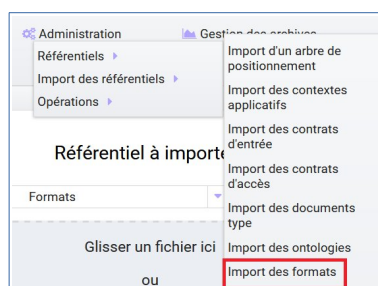 Administration
Gestion des archives
Référentiels
Import des référentiels
Opérations
Import d'un arbre de
positionnement
Import des contextes
applicatifs
Import des contrats
d'entrée
Import des contrats
d'accès
Import des documents
type
Import des ontologies
Import des formats
Référentiel à importe
Formats
Glisser un fichier ici
ou